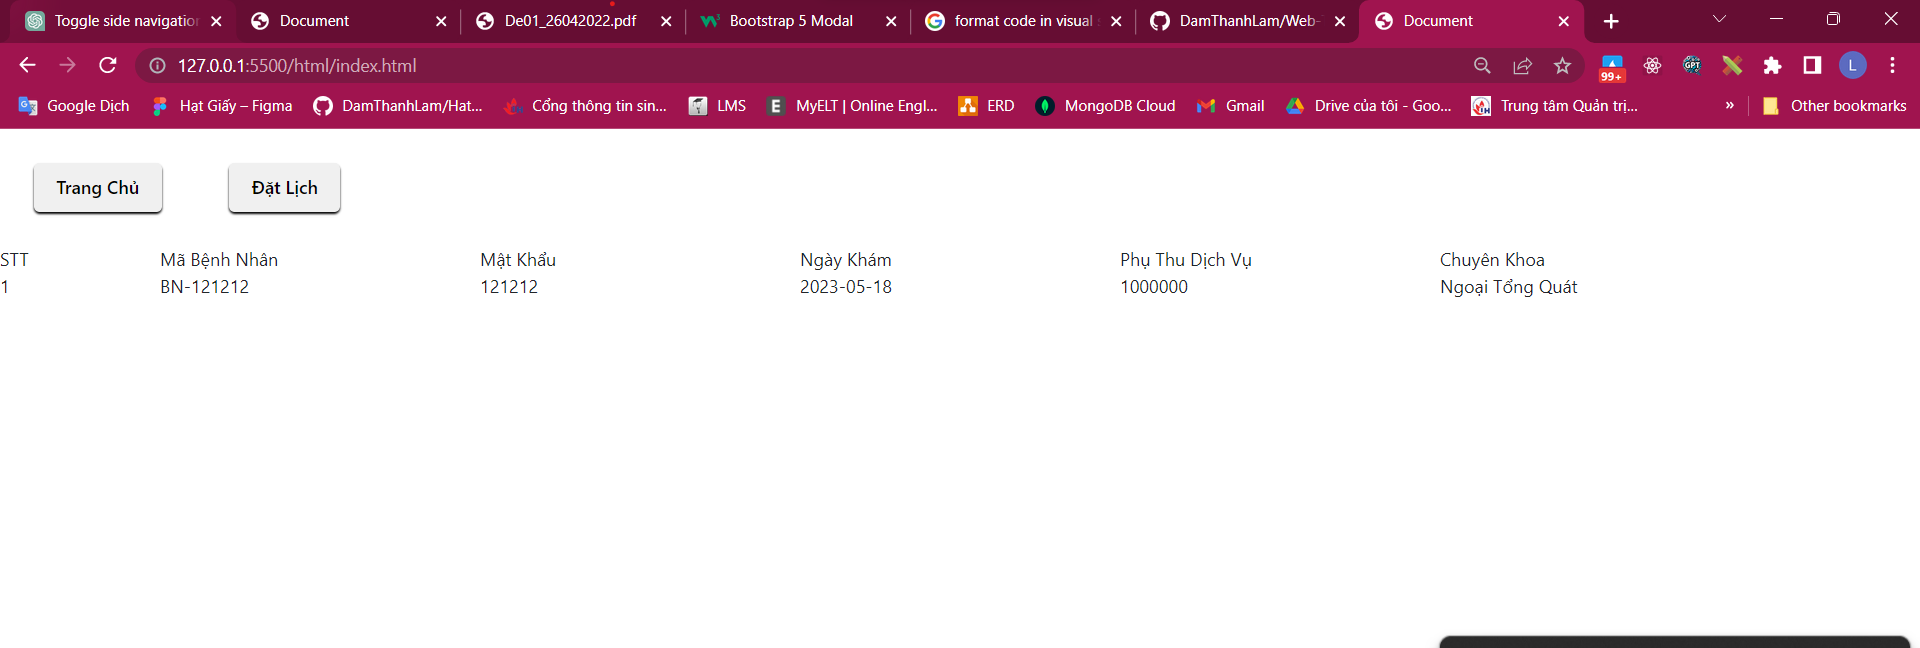 Toggle side navigation Document De01_26042022.pdf Bootstrap 5 Modal format code in visual s DamThanhLam/Web- Document
127.0.0.1:5500/html/index.html 99+ GPT L
Google Dịch Hạt Giấy – Figma DamThanhLam/Hat... Cổng thông tin sin... LMS E MyELT | Online Engl... ERD MongoDB Cloud Gmail Drive của tôi - Goo... Trung tâm Quản trị... » Other bookmarks
Trang Chủ Đặt Lịch
STT Mã Bệnh Nhân Mật Khẩu Ngày Khám Phụ Thu Dịch Vụ Chuyên Khoa
1 BN-121212 121212 2023-05-18 1000000 Ngoại Tổng Quát